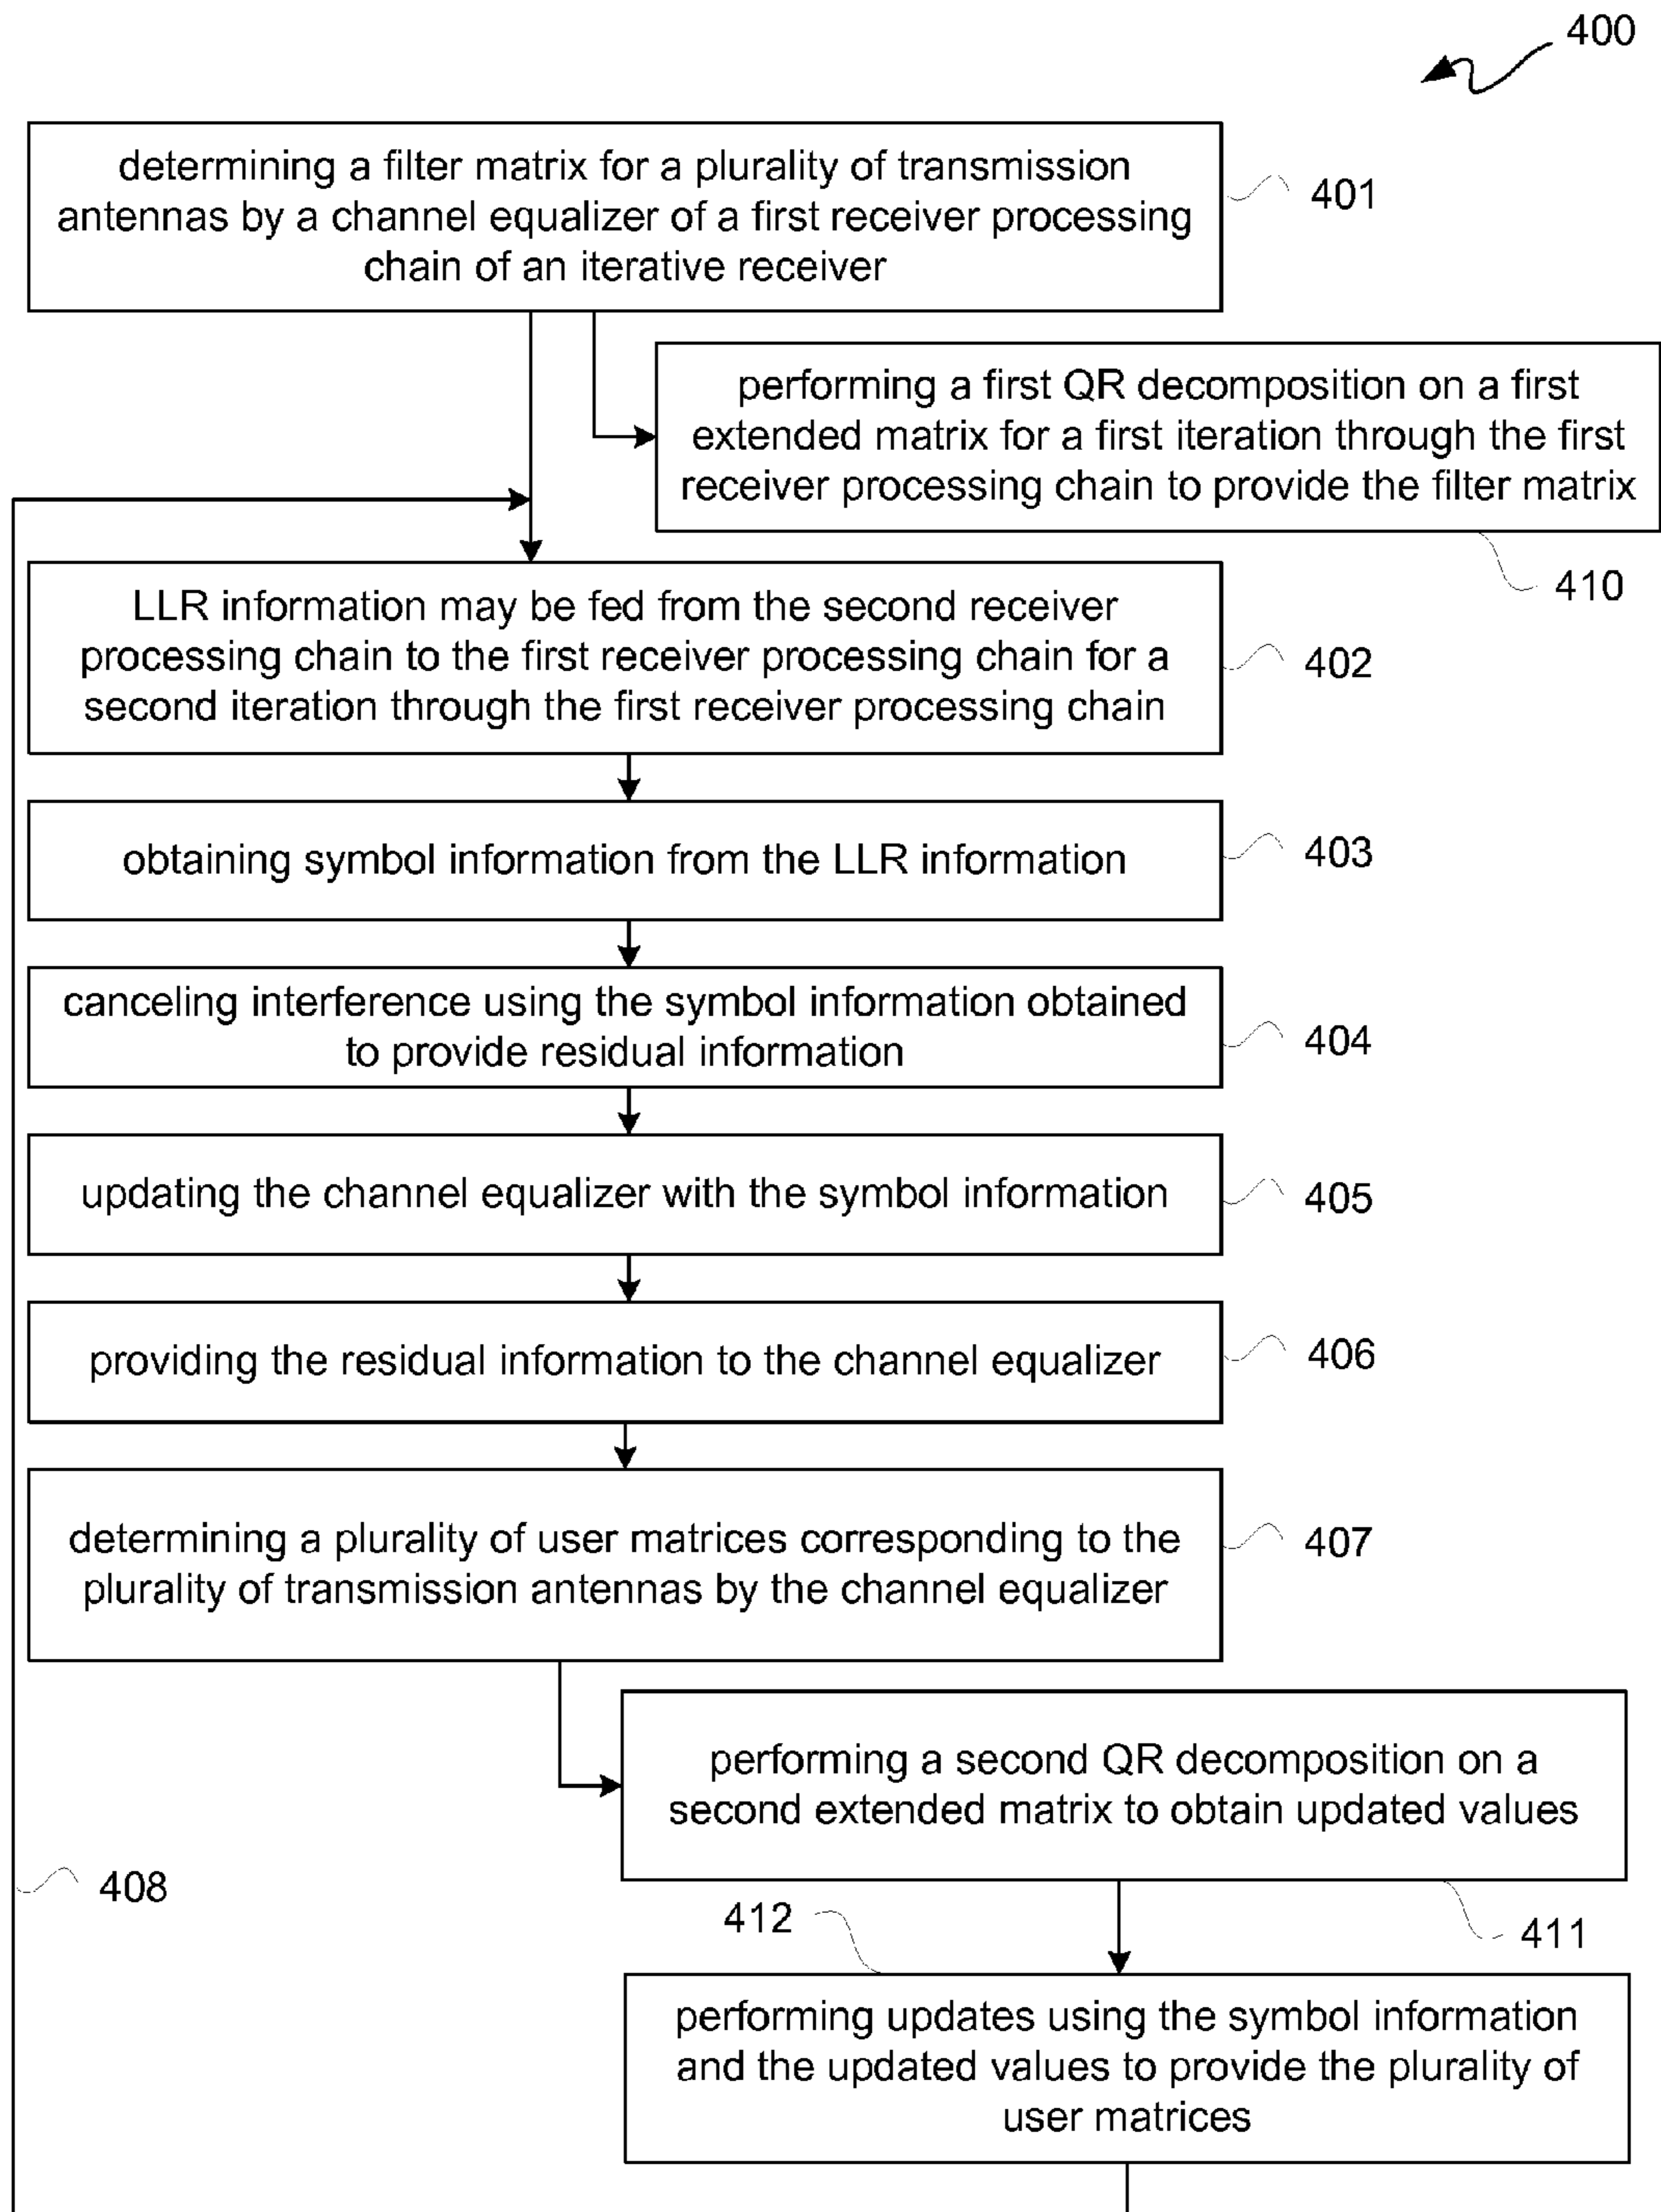 400
determining a filter matrix for a plurality of transmission
antennas by a channel equalizer of a first receiver processing
chain of an iterative receiver
401
performing a first QR decomposition on a first
extended matrix for a first iteration through the first
receiver processing chain to provide the filter matrix
410
LLR information may be fed from the second receiver
processing chain to the first receiver processing chain for a
second iteration through the first receiver processing chain
402
obtaining symbol information from the LLR information
403
canceling interference using the symbol information obtained
to provide residual information
404
updating the channel equalizer with the symbol information
405
providing the residual information to the channel equalizer
406
determining a plurality of user matrices corresponding to the
plurality of transmission antennas by the channel equalizer
407
performing a second QR decomposition on a
second extended matrix to obtain updated values
408
412
411
performing updates using the symbol information
and the updated values to provide the plurality of
user matrices